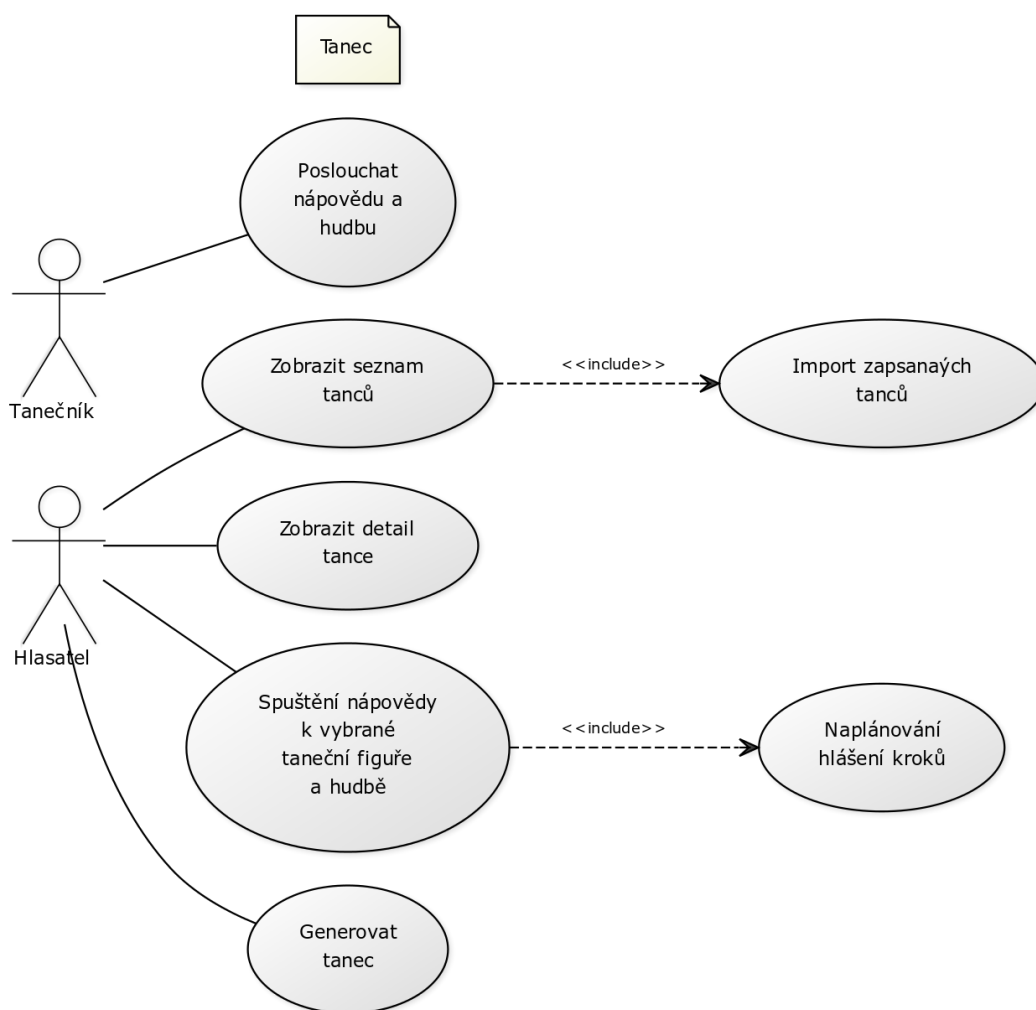 Tanec
Poslouchat
nápovědu a
hudbu
Tanečník
Zobrazit seznam
tanců
<<include>>
Import zapsanaých
tanců
Zobrazit detail
tance
Hlasatel
Spuštění nápovědy
k vybrané
taneční figuře
a hudbě
<<include>>
Naplánování
hlášení kroků
Generovat
tanec